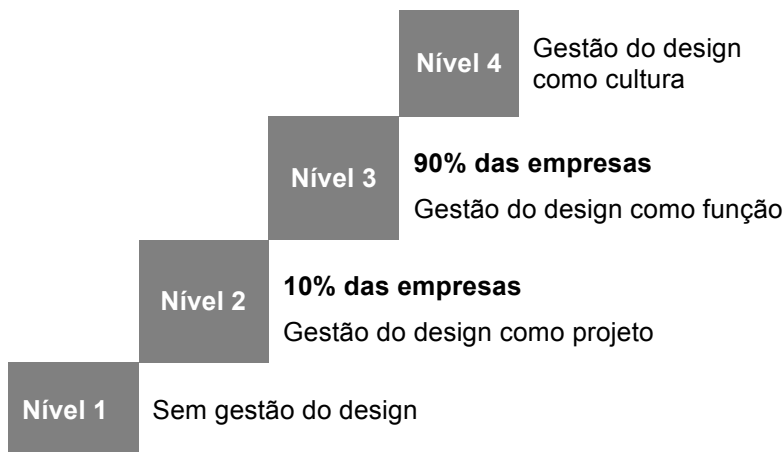 Nível 4
Gestão do design
como cultura
Nível 3
90% das empresas
Gestão do design como função
Nível 2
10% das empresas
Gestão do design como projeto
Nível 1
Sem gestão do design